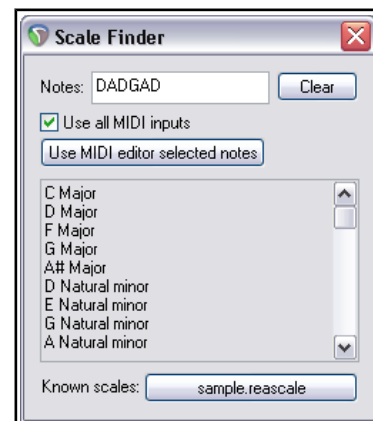 Scale Finder
Notes: DADGAD Clear
Use all MIDI inputs
Use MIDI editor selected notes
C Major
D Major
F Major
G Major
A# Major
D Natural minor
E Natural minor
G Natural minor
A Natural minor
Known scales: sample.reascale